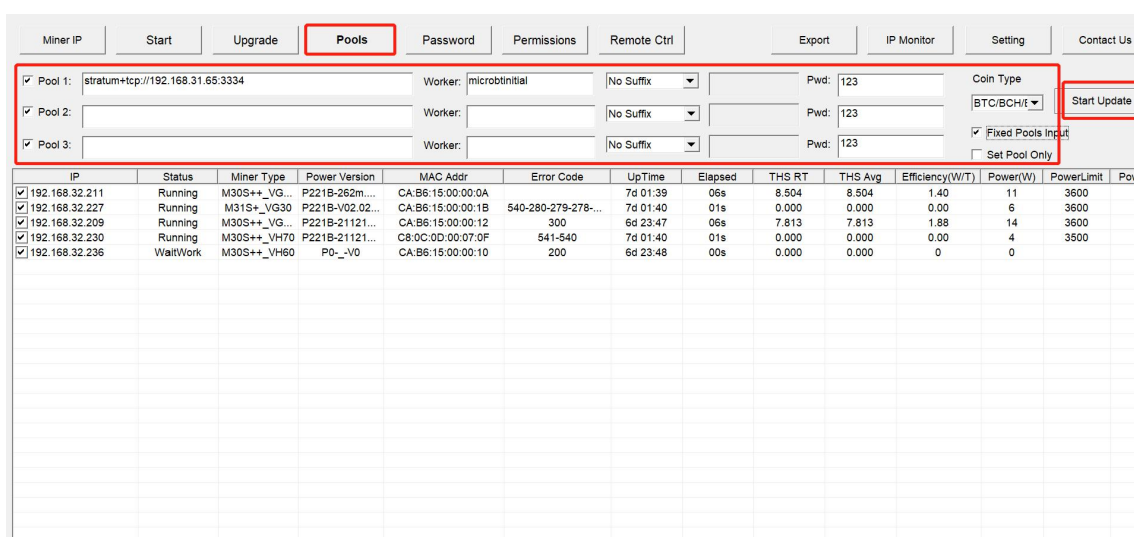 Miner IP Start Upgrade Pools Password Permissions Remote Ctrl Export IP Monitor Setting Contact Us
Pool 1: stratum+tcp://192.168.31.65:3334 Worker: microbtinitial No Suffix Pwd: 123 Coin Type
Pool 2: Worker: No Suffix Pwd: 123 BTC/BCH/ Start Update
Pool 3: Worker: No Suffix Pwd: 123 Fixed Pools Input
Set Pool Only
IP Status Miner Type Power Version MAC Addr Error Code UpTime Elapsed THS RT THS Avg Efficiency(W/T) Power(W) PowerLimit
192.168.32.211 Running M30S++_VG... P221B-262m.... CA:B6:15:00:00:0A 7d 01:39 06s 8.504 8.504 1.40 11 3600
192.168.32.227 Running M31S+_VG30 P221B-V02.02... CA:B6:15:00:00:1B 540-280-279-278-... 7d 01:40 01s 0.000 0.000 0.00 6 3600
192.168.32.209 Running M30S++_VG... P221B-21121... CA:B6:15:00:00:12 300 6d 23:47 06s 7.813 7.813 1.88 14 3600
192.168.32.230 Running M30S++_VH70 P221B-21121... C8:0C:0D:00:07:0F 541-540 7d 01:40 01s 0.000 0.000 0.00 4 3500
192.168.32.236 WaitWork M30S++_VH60 P0-_-V0 CA:B6:15:00:00:10 200 6d 23:48 00s 0.000 0.000 0 0